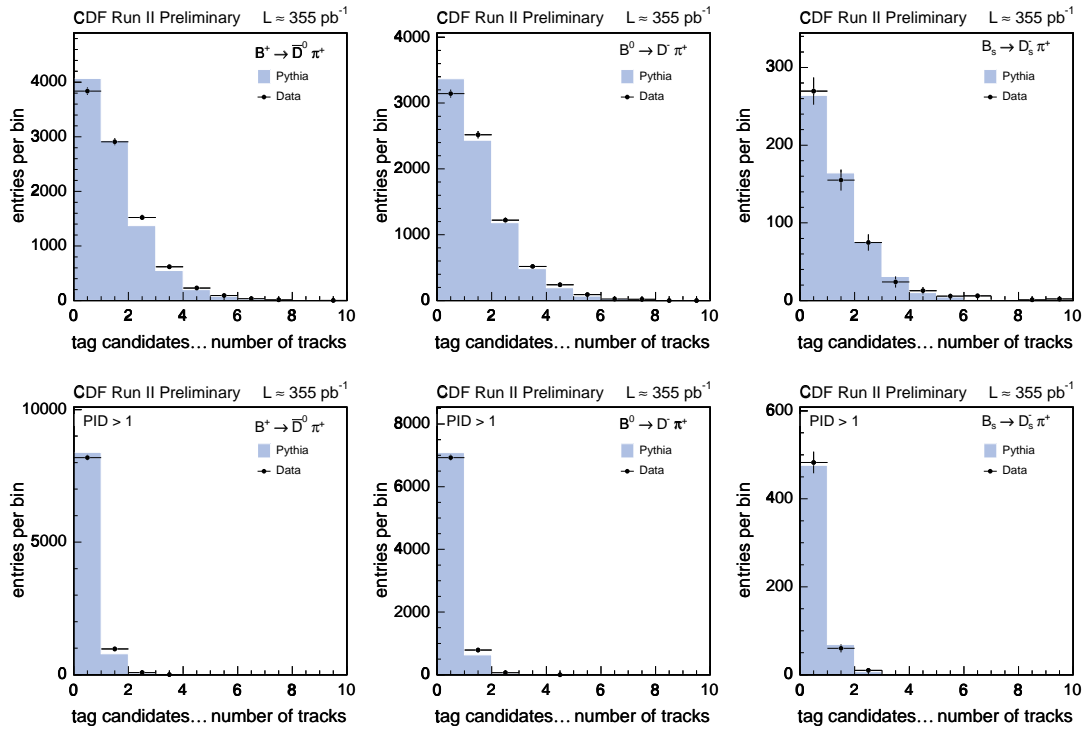 CDF Run II Preliminary L ≈ 355 pb⁻¹
B⁺ → D̅⁰ π⁺
Pythia
Data
entries per bin
4000
3000
2000
1000
0
0 2 4 6 8 10
tag candidates... number of tracks
CDF Run II Preliminary L ≈ 355 pb⁻¹
B⁰ → D⁻ π⁺
Pythia
Data
entries per bin
4000
3000
2000
1000
0
0 2 4 6 8 10
tag candidates... number of tracks
CDF Run II Preliminary L ≈ 355 pb⁻¹
Bₛ → Dₛ⁻ π⁺
Pythia
Data
entries per bin
300
200
100
0
0 2 4 6 8 10
tag candidates... number of tracks
CDF Run II Preliminary L ≈ 355 pb⁻¹
PID > 1 B⁺ → D̅⁰ π⁺
Pythia
Data
entries per bin
10000
5000
0
0 2 4 6 8 10
tag candidates... number of tracks
CDF Run II Preliminary L ≈ 355 pb⁻¹
PID > 1 B⁰ → D⁻ π⁺
Pythia
Data
entries per bin
8000
6000
4000
2000
0
0 2 4 6 8 10
tag candidates... number of tracks
CDF Run II Preliminary L ≈ 355 pb⁻¹
PID > 1 Bₛ → Dₛ⁻ π⁺
Pythia
Data
entries per bin
600
400
200
0
0 2 4 6 8 10
tag candidates... number of tracks